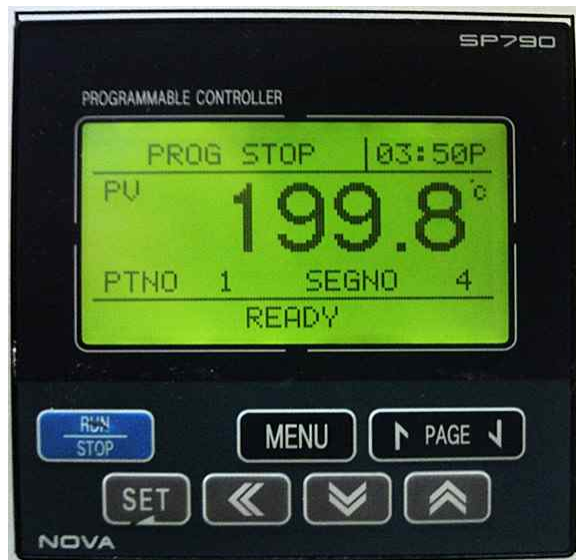 SP790
PROGRAMMABLE CONTROLLER
PROG STOP 03:50P
PV 199.8 °C
PTNO 1 SEGNO 4
READY
RUN
STOP
MENU
PAGE
SET
NOVA